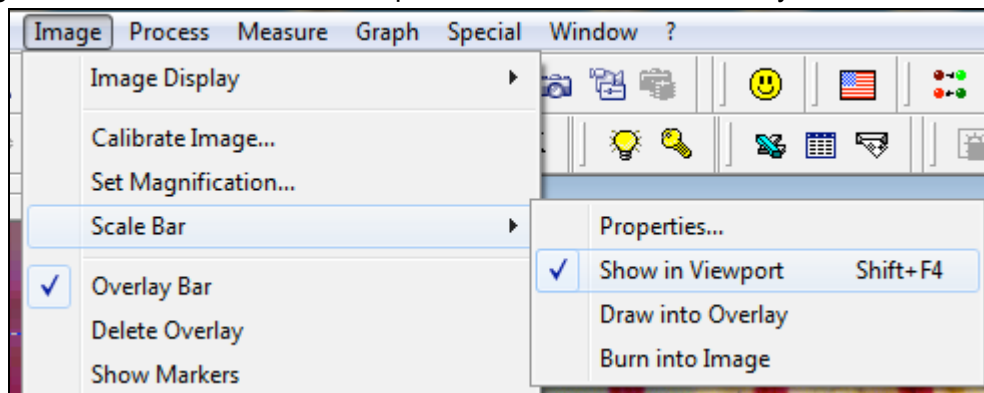 Image Process Measure Graph Special Window ?
Image Display
Calibrate Image...
Set Magnification...
Scale Bar
Properties...
Show in Viewport Shift+F4
Overlay Bar
Draw into Overlay
Delete Overlay
Burn into Image
Show Markers